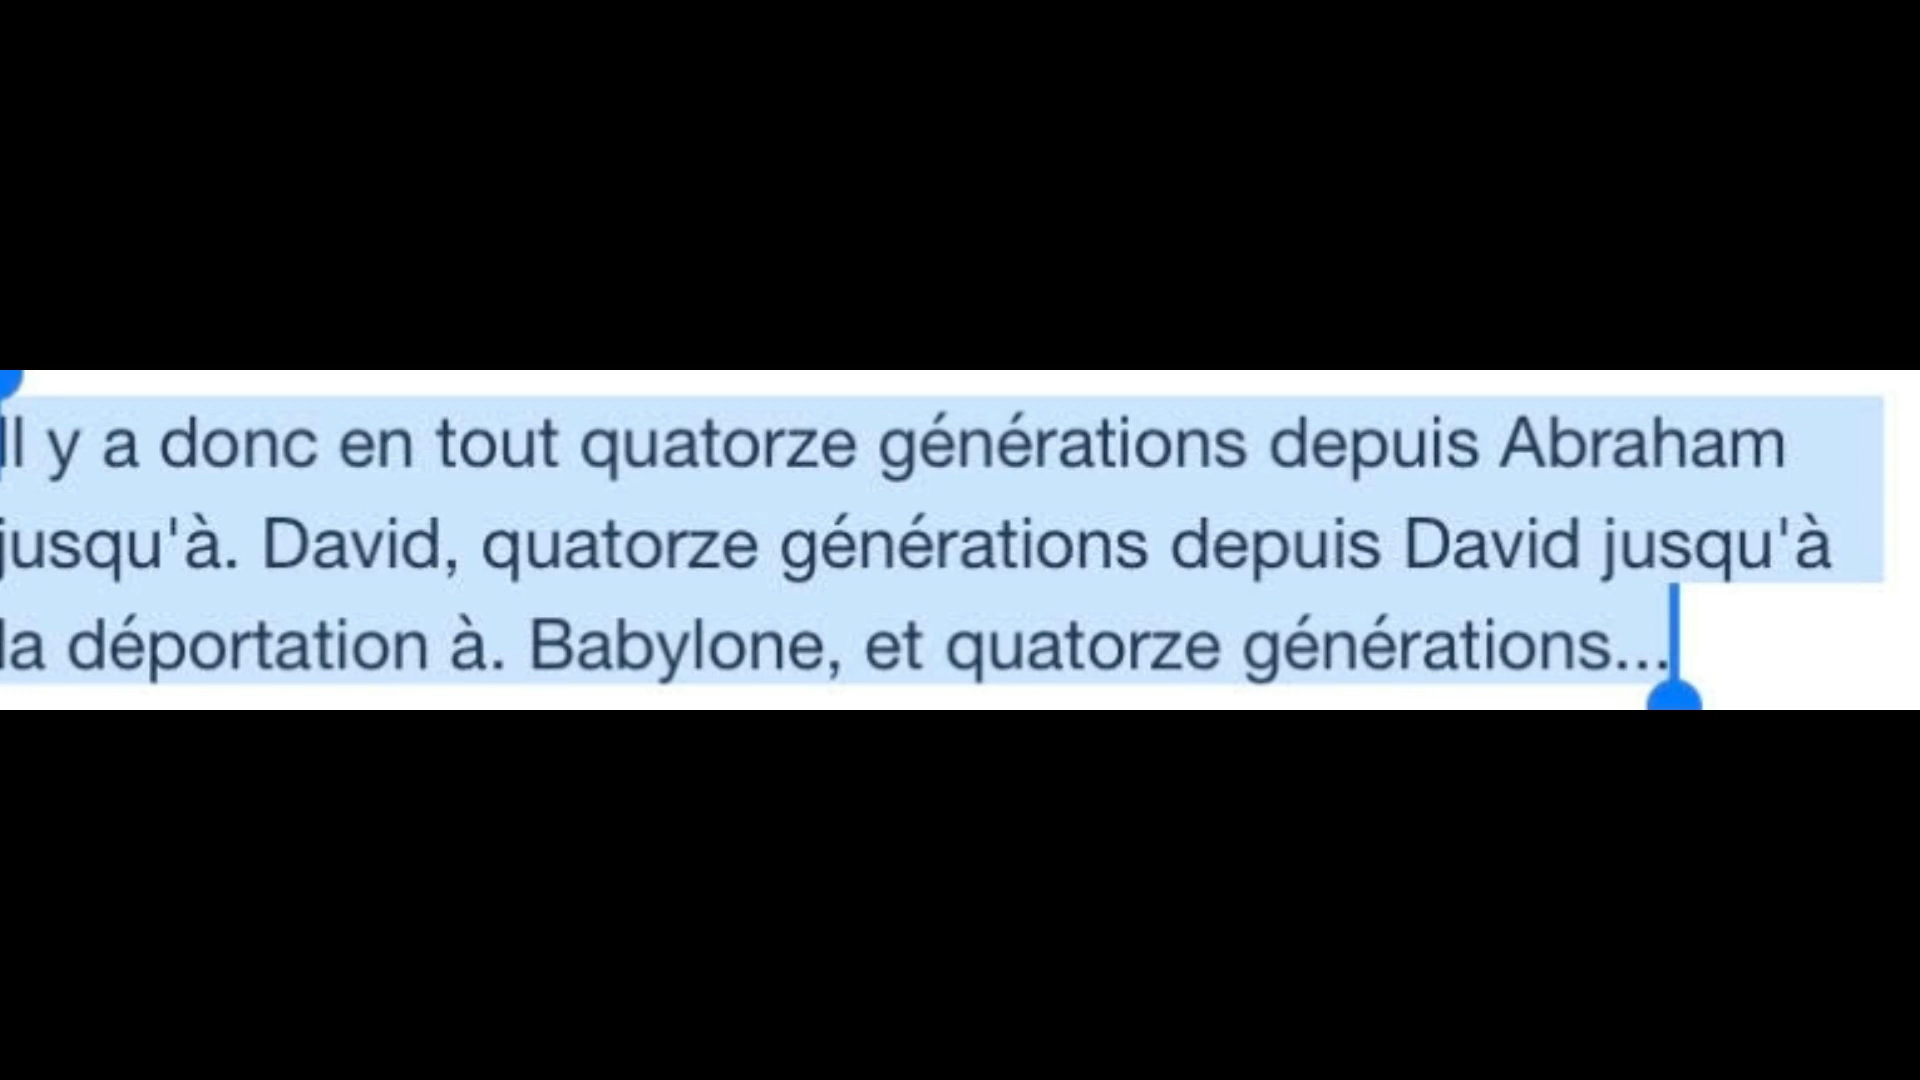 Il y a donc en tout quatorze générations depuis Abraham
jusqu'à. David, quatorze générations depuis David jusqu'à
la déportation à. Babylone, et quatorze générations...